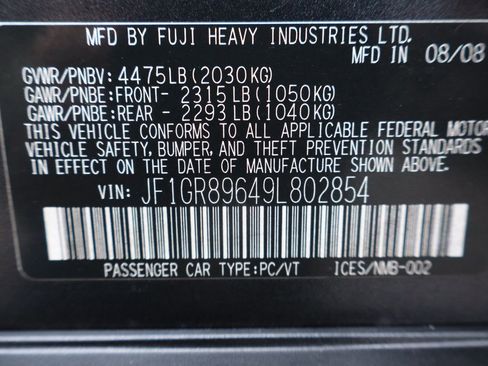 MFD BY FUJI HEAVY INDUSTRIES LTD.
MFD IN 08/08
GVWR/PNBV: 4475LB(2030KG)
GAWR/PNBE:FRONT- 2315LB(1050KG)
GAWR/PNBE:REAR - 2293LB(1040KG)
THIS VEHICLE CONFORMS TO ALL APPLICABLE FEDERAL MOTOR
VEHICLE SAFETY, BUMPER, AND THEFT PREVENTION STANDARDS
IN EFFECT ON THE DATE OF MANUFACTURE SHOWN ABOVE.
VIN: JF1GR89649L802854
PASSENGER CAR TYPE:PC/VT ICES/NMB-002